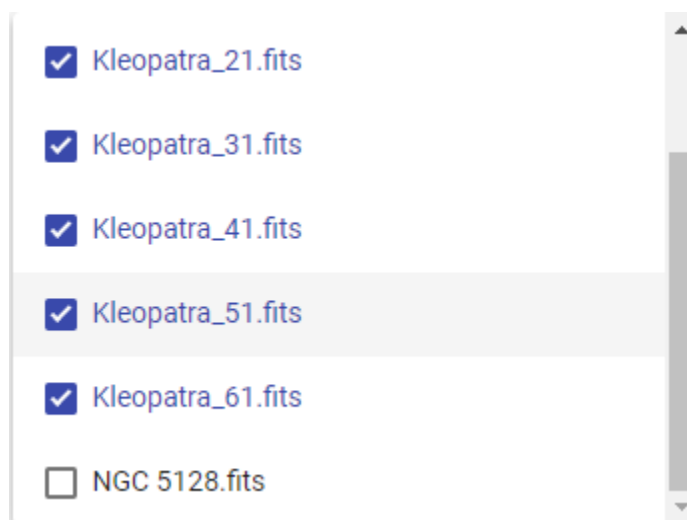 Kleopatra_21.fits
Kleopatra_31.fits
Kleopatra_41.fits
Kleopatra_51.fits
Kleopatra_61.fits
NGC 5128.fits